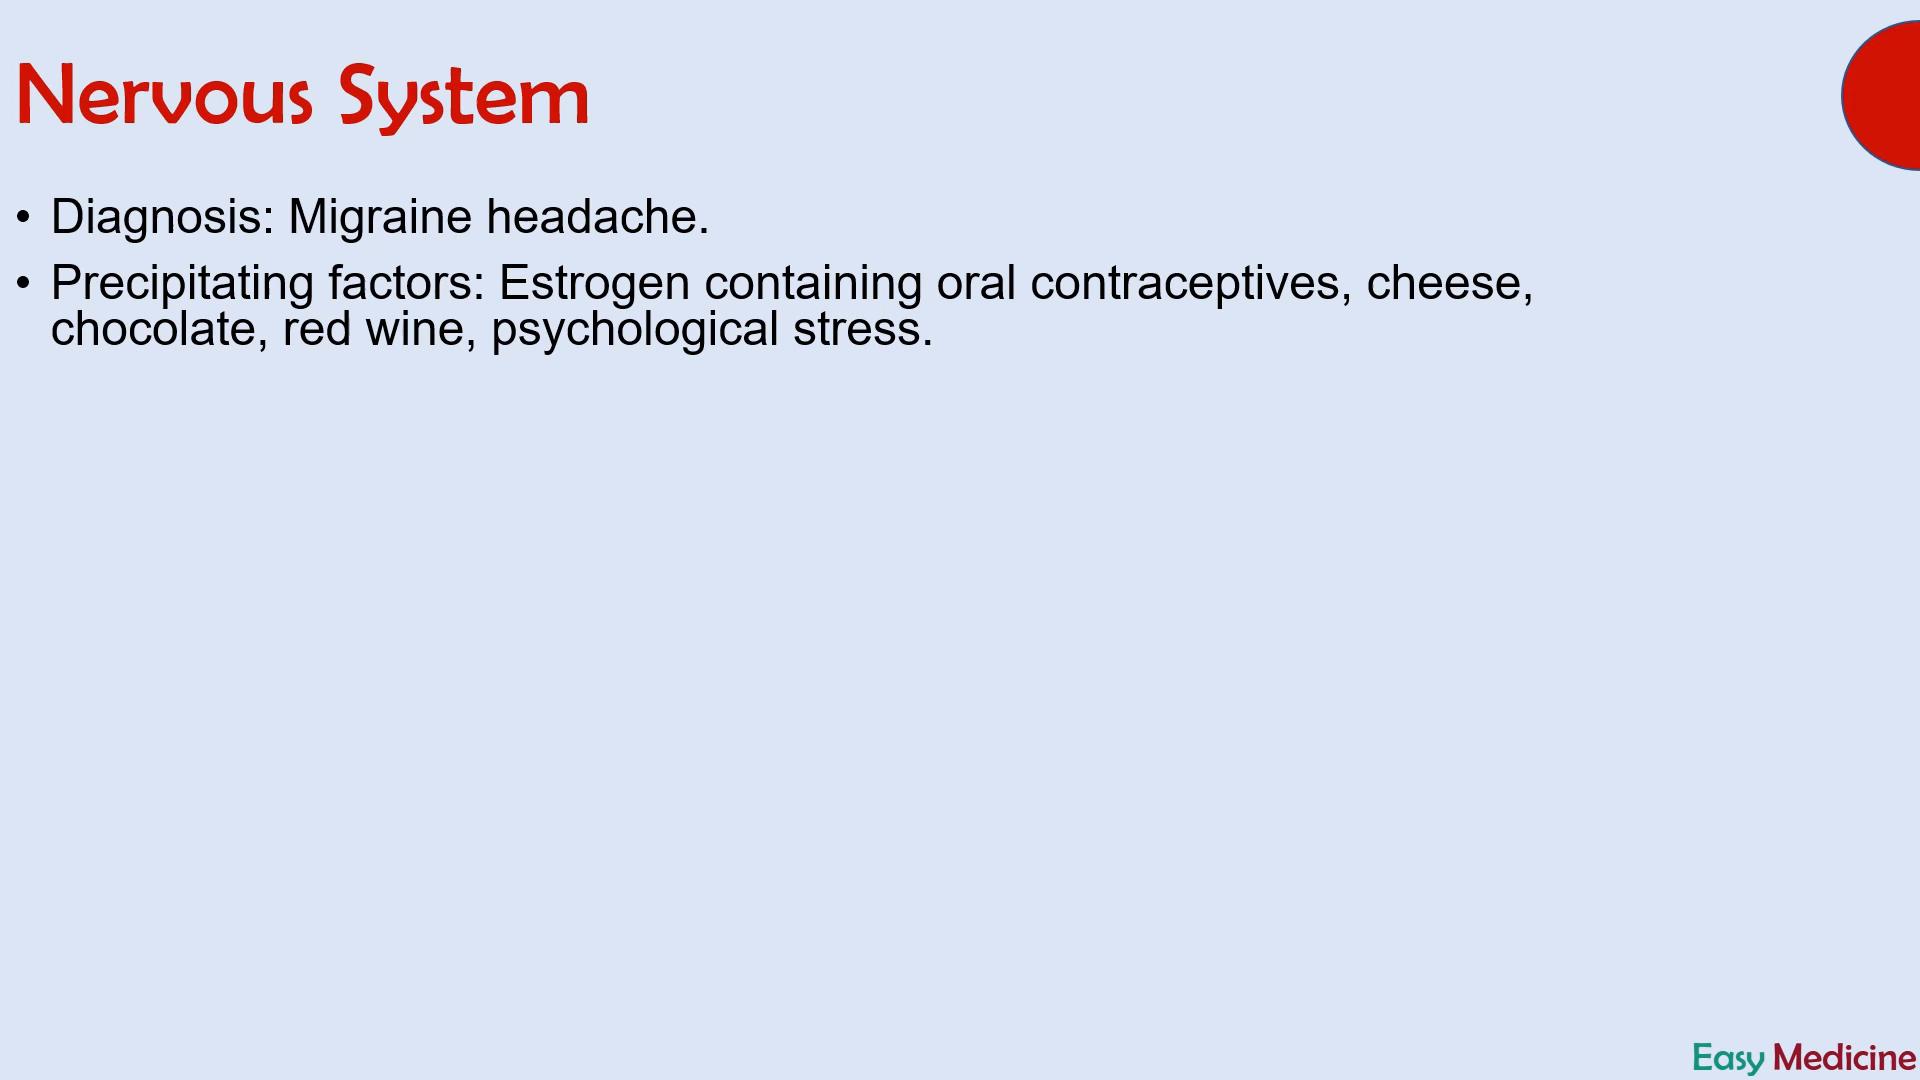 Nervous System
• Diagnosis: Migraine headache.
• Precipitating factors: Estrogen containing oral contraceptives, cheese,
chocolate, red wine, psychological stress.
Easy Medicine